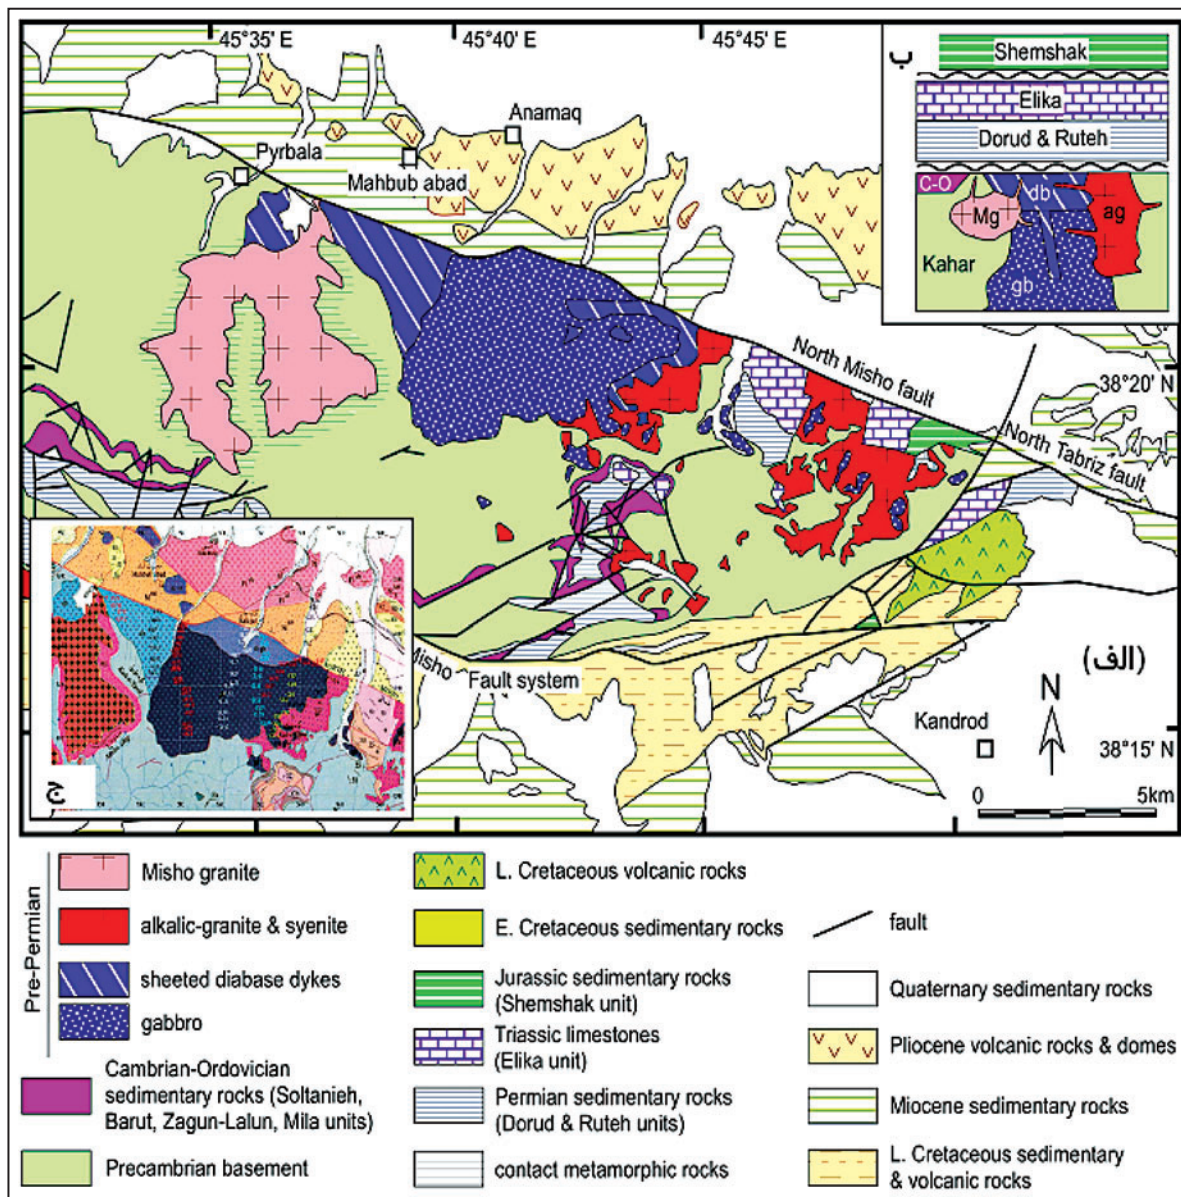 45°35' E
45°40' E
45°45' E
ب
Shemshak
Elika
Dorud & Ruteh
C-O
db
Mg
ag
Kahar
gb
Anamaq
Pyrbala
Mahbub abad
North Misho fault
38°20' N
North Tabriz fault
Misho Fault system
(الف)
N
Kandrod
38°15' N
0
5km
ج
Pre-Permian
Misho granite
alkalic-granite & syenite
sheeted diabase dykes
gabbro
Cambrian-Ordovician
sedimentary rocks (Soltanieh,
Barut, Zagun-Lalun, Mila units)
Precambrian basement
L. Cretaceous volcanic rocks
E. Cretaceous sedimentary rocks
Jurassic sedimentary rocks
(Shemshak unit)
Triassic limestones
(Elika unit)
Permian sedimentary rocks
(Dorud & Ruteh units)
contact metamorphic rocks
fault
Quaternary sedimentary rocks
Pliocene volcanic rocks & domes
Miocene sedimentary rocks
L. Cretaceous sedimentary
& volcanic rocks